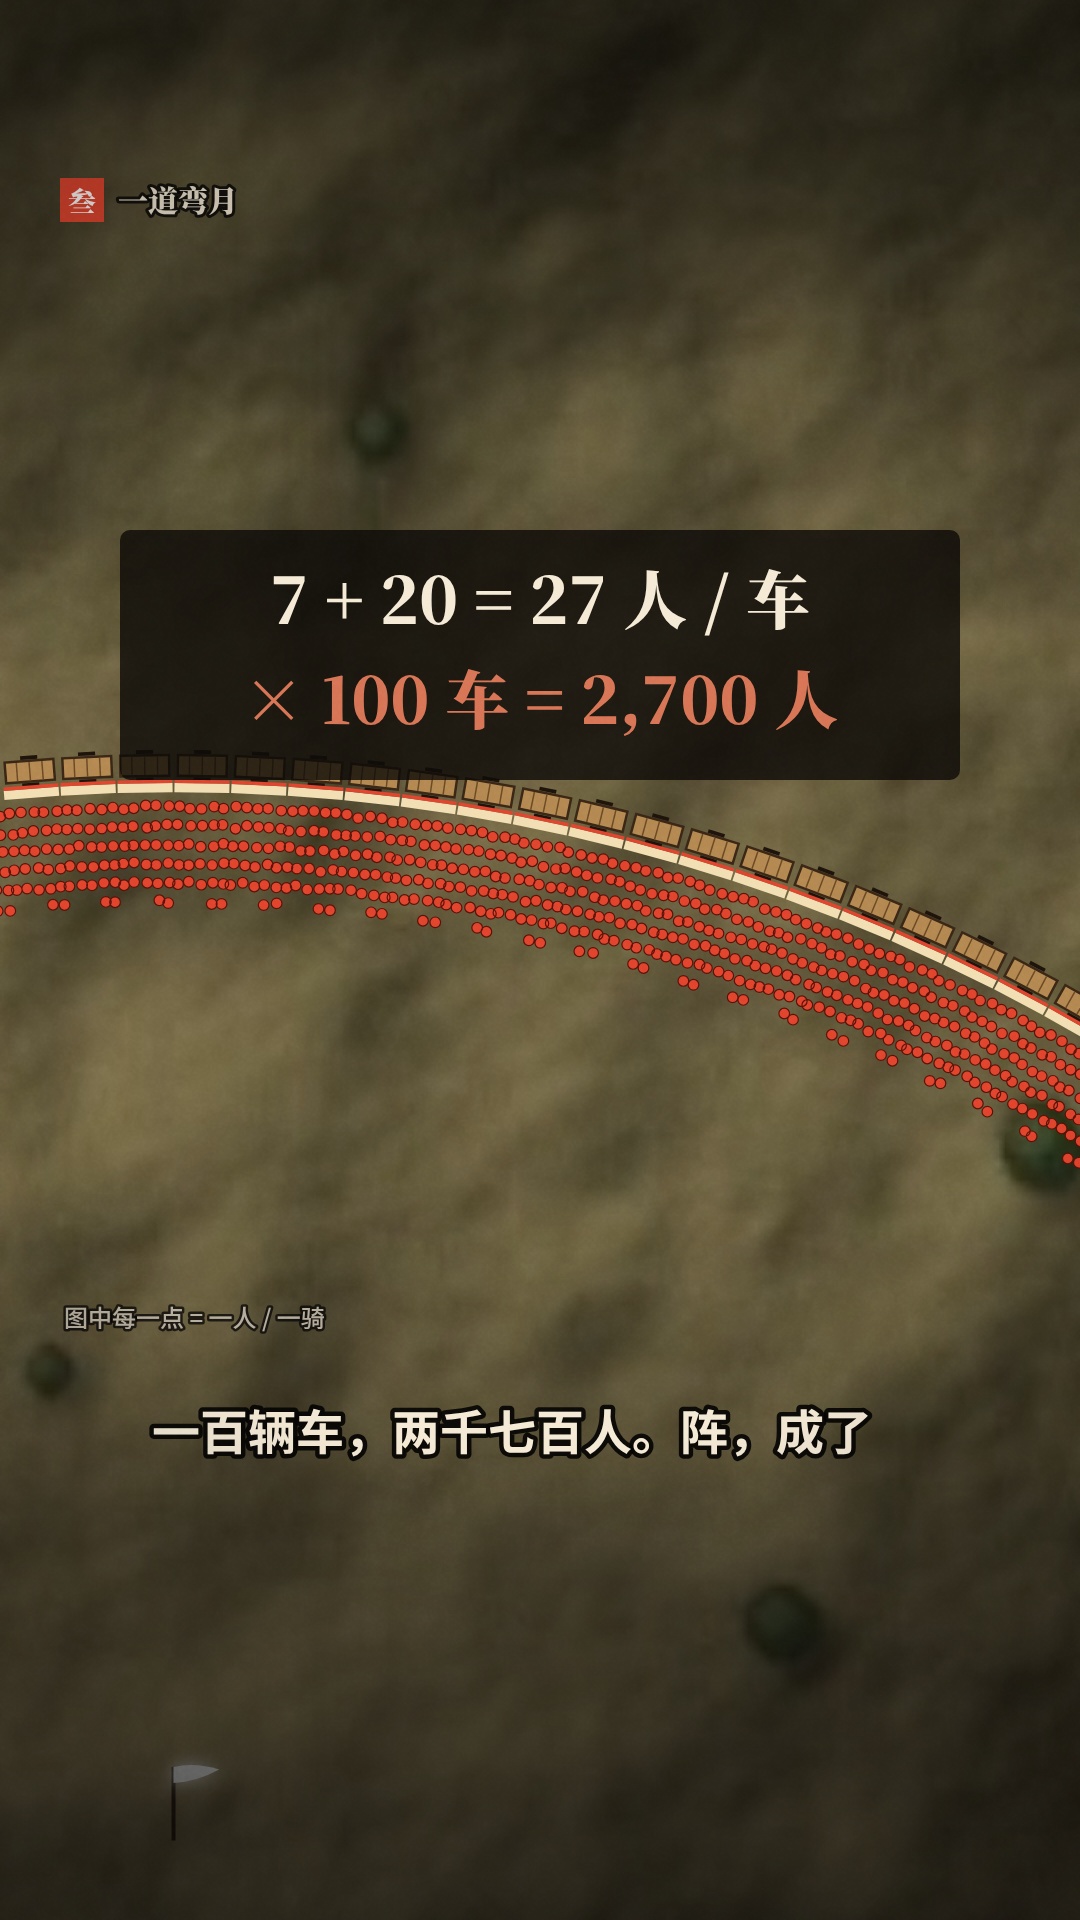 叁 一道弯月
7 + 20 = 27 人 / 车
× 100 车 = 2,700 人
图中每一点 = 一人 / 一骑
一百辆车，两千七百人。阵，成了